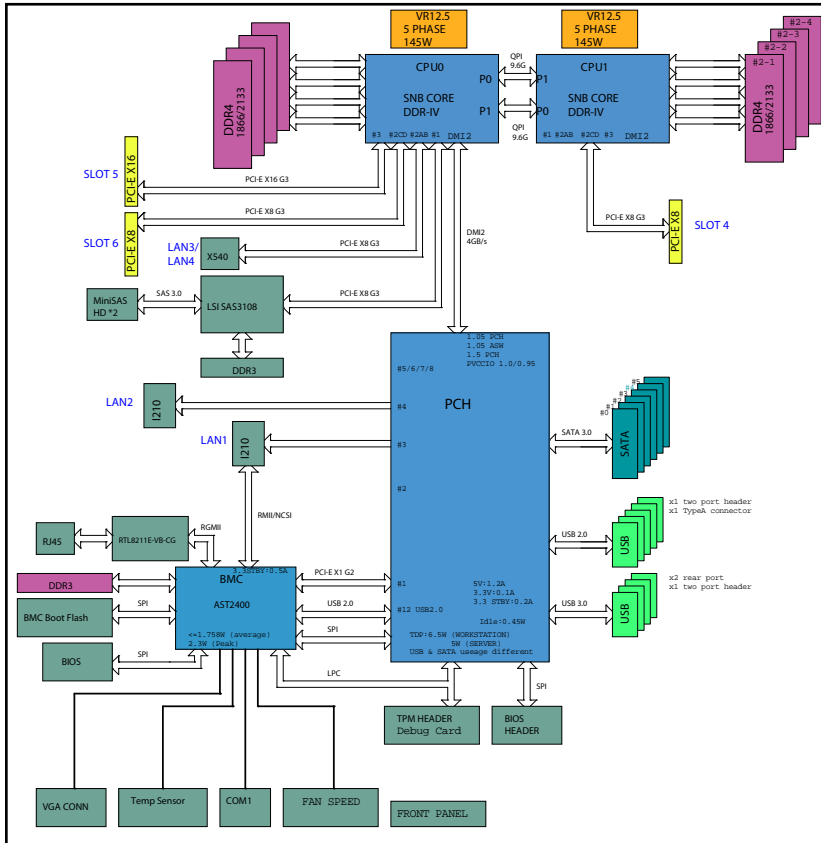 VR12.5
5 PHASE
145W
VR12.5
5 PHASE
145W
#2-4
#2-3
#2-2
#2-1
DDR4
1866/2133
CPU0
P0
SNB CORE
DDR-IV
P1
#3 #2CD #2AB #1 DMI2
QPI
9.6G
QPI
9.6G
CPU1
P1
SNB CORE
DDR-IV
P0
#1 #2AB #2CD #3 DMI2
DDR4
1866/2133
SLOT 5
PCI-E X16
PCI-E X16 G3
SLOT 6
PCI-E X8
PCI-E X8 G3
PCI-E X8 G3
PCI-E X8
SLOT 4
LAN3/
LAN4
X540
PCI-E X8 G3
DMI2
4GB/s
MiniSAS
HD *2
SAS 3.0
LSI SAS3108
PCI-E X8 G3
DDR3
1.05 PCH
1.05 ASW
1.5 PCH
PVCCIO 1.0/0.95
#5/6/7/8
PCH
LAN2
I210
#4
LAN1
I210
#3
#2
RMII/NCSI
SATA 3.0
#0
#2
#3
#5
SATA
USB 2.0
USB
x1 two port header
x1 TypeA connector
USB 3.0
USB
x2 rear port
x1 two port header
RJ45
RTL8211E-VB-CG
RGMII
3.3STBY:0.5A
BMC
AST2400
<=1.758W (average)
2.3W (Peak)
DDR3
BMC Boot Flash
SPI
BIOS
SPI
PCI-E X1 G2
#1
USB 2.0
#12 USB2.0
SPI
LPC
5V:1.2A
3.3V:0.1A
3.3 STBY:0.2A
Idle:0.45W
TDP:6.5W (WORKSTATION)
5W (SERVER)
USB & SATA useage different
SPI
TPM HEADER
Debug Card
BIOS
HEADER
VGA CONN
Temp Sensor
COM1
FAN SPEED
FRONT PANEL